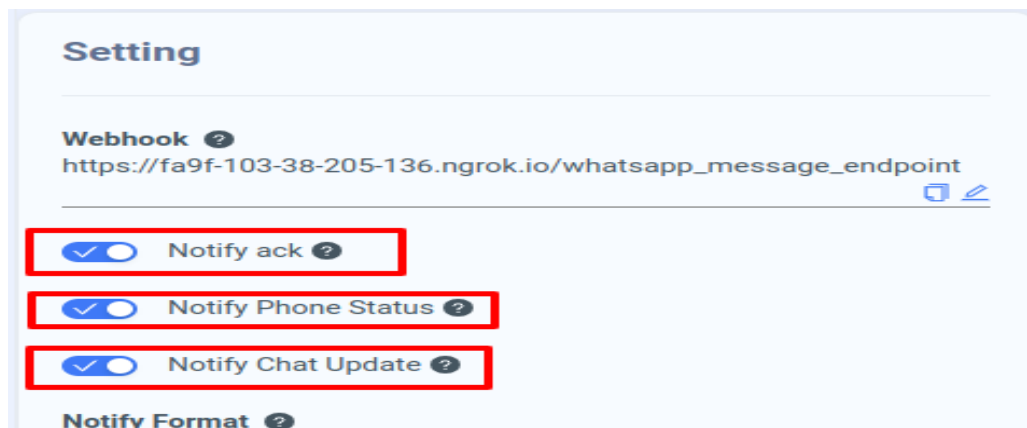 Setting
Webhook
https://fa9f-103-38-205-136.ngrok.io/whatsapp_message_endpoint
Notify ack
Notify Phone Status
Notify Chat Update
Notify Format